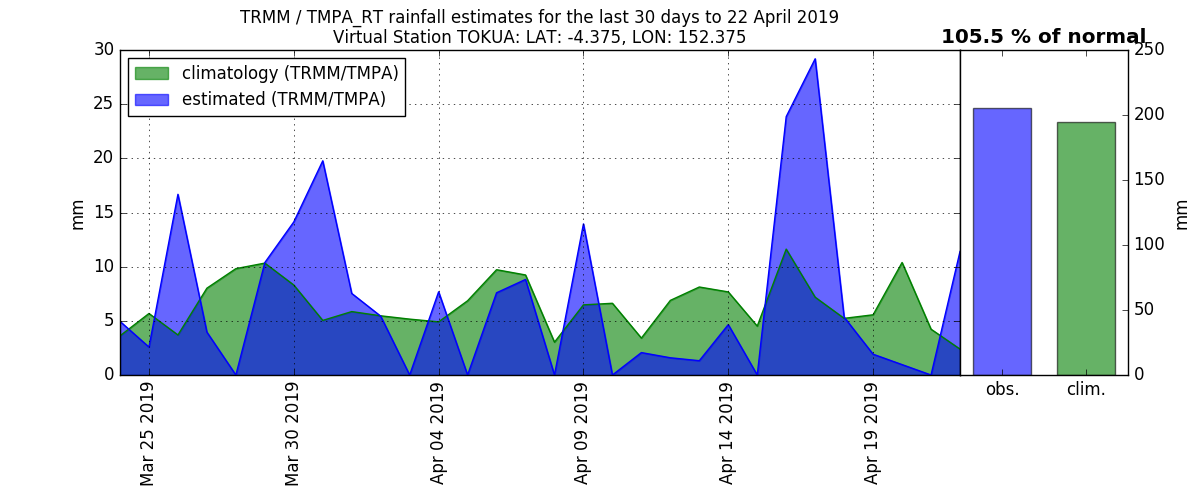 TRMM / TMPA_RT rainfall estimates for the last 30 days to 22 April 2019
Virtual Station TOKUA: LAT: -4.375, LON: 152.375
105.5 % of normal
climatology (TRMM/TMPA)
estimated (TRMM/TMPA)
30
25
20
15
10
5
0
mm
250
200
150
100
50
0
mm
obs.
clim.
Mar 25 2019
Mar 30 2019
Apr 04 2019
Apr 09 2019
Apr 14 2019
Apr 19 2019